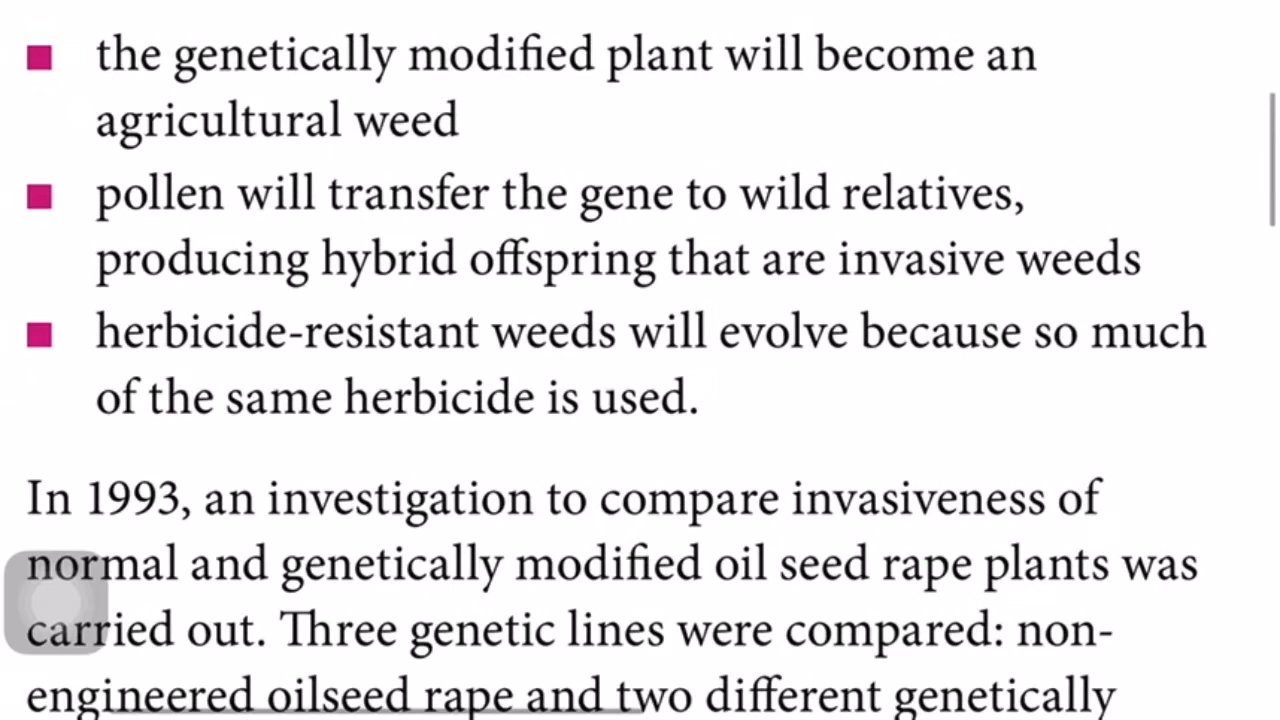 the genetically modified plant will become an
agricultural weed
pollen will transfer the gene to wild relatives,
producing hybrid offspring that are invasive weeds
herbicide-resistant weeds will evolve because so much
of the same herbicide is used.
In 1993, an investigation to compare invasiveness of
normal and genetically modified oil seed rape plants was
carried out. Three genetic lines were compared: non-
engineered oilseed rape and two different genetically